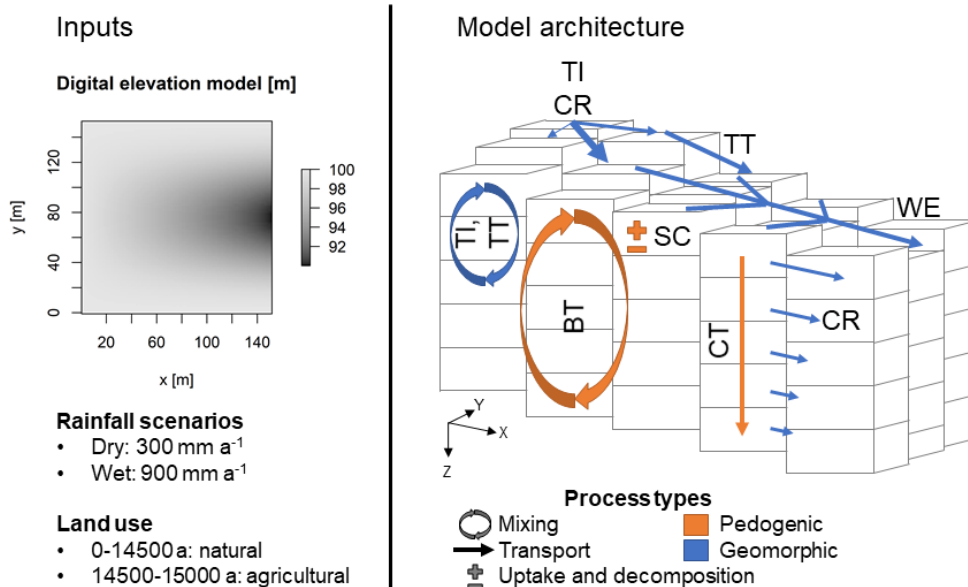 Inputs
Digital elevation model [m]
y [m]
0 40 80 120
20 60 100 140
x [m]
100
98
96
94
92
Rainfall scenarios
• Dry: 300 mm a⁻¹
• Wet: 900 mm a⁻¹
Land use
• 0-14500 a: natural
• 14500-15000 a: agricultural
Model architecture
TI
CR
TT
WE
TI,
TT
SC
BT
CT
CR
Y
X
Z
Process types
Mixing
Pedogenic
Transport
Geomorphic
Uptake and decomposition